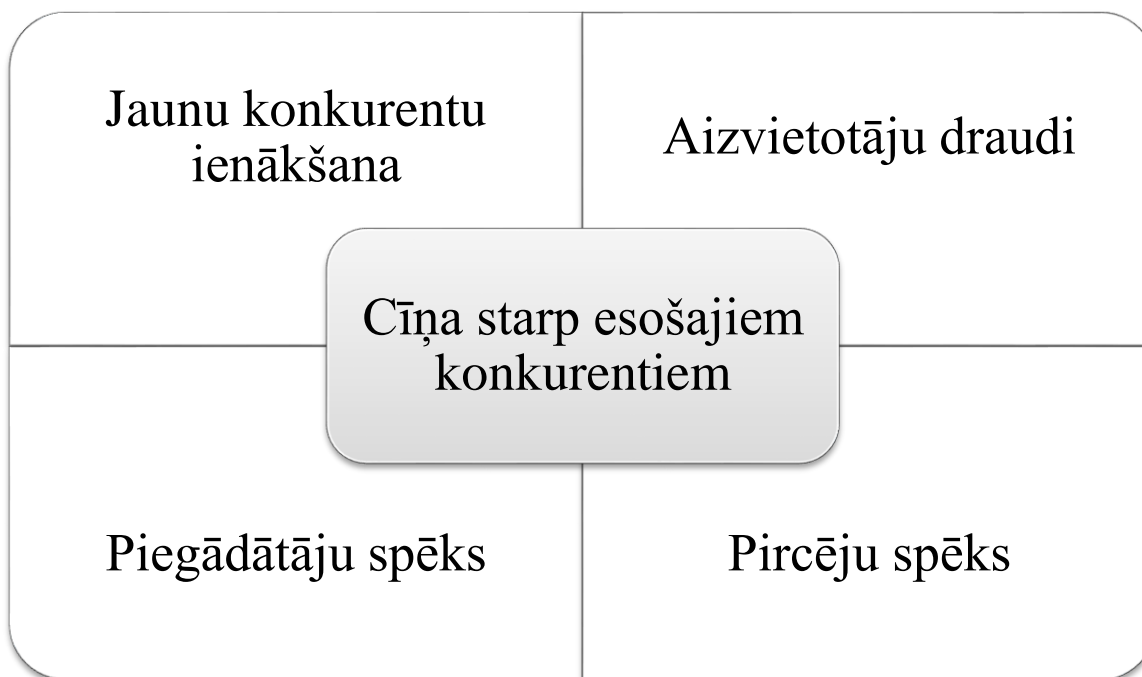 Jaunu konkurentu
ienākšana
Aizvietotāju draudi
Cīņa starp esošajiem
konkurentiem
Piegādātāju spēks
Pircēju spēks